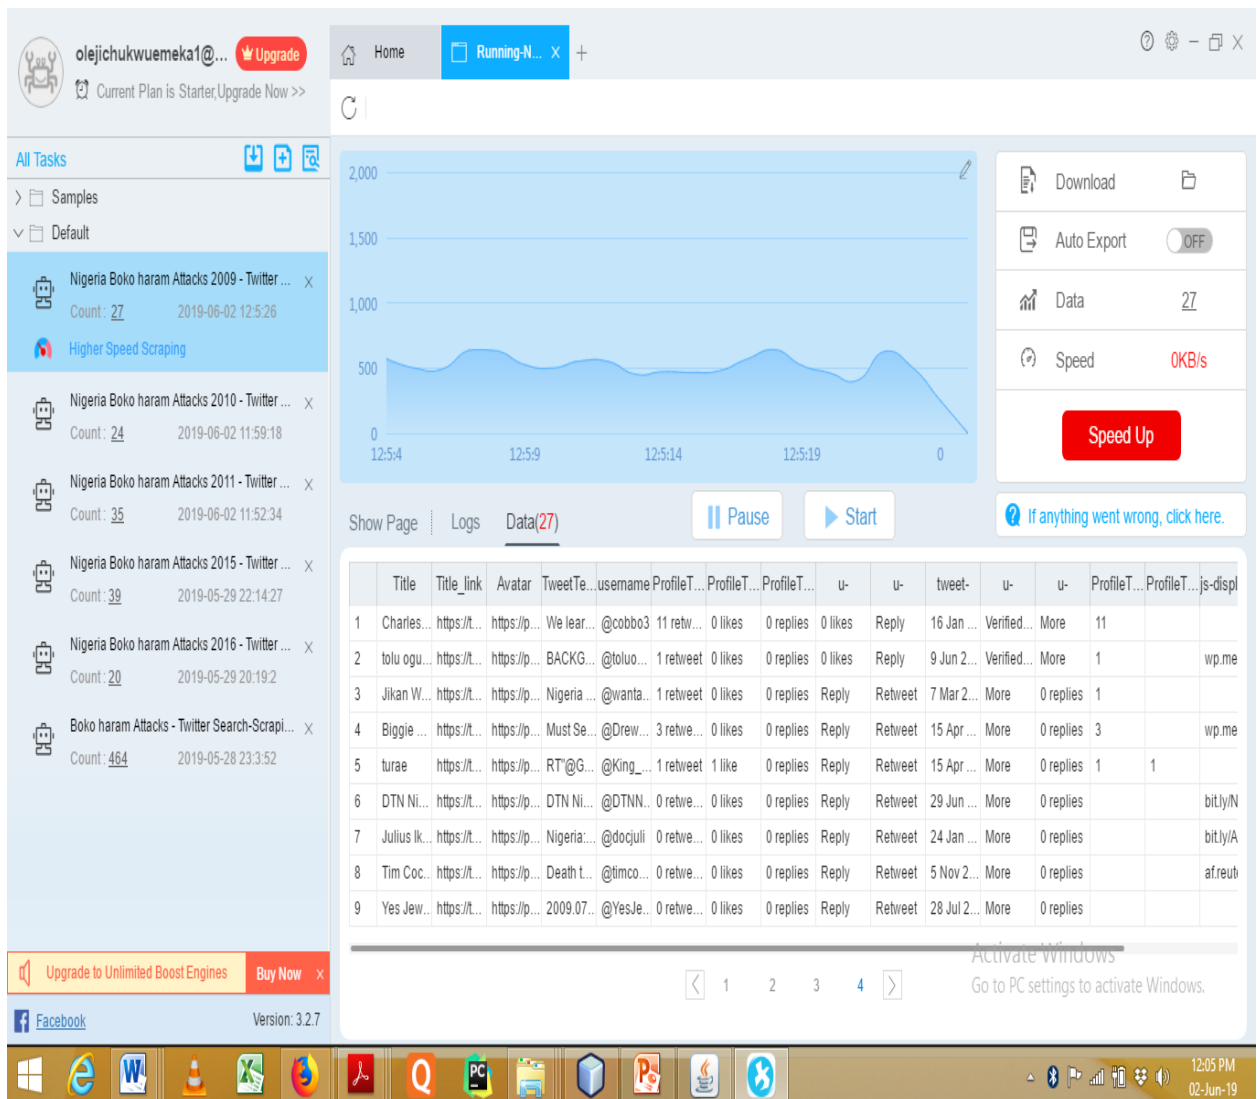 olejichukwuemeka1@... Upgrade
Current Plan is Starter,Upgrade Now >>
Home Running-N... X +
All Tasks
Samples
Default
Nigeria Boko haram Attacks 2009 - Twitter ...
Count : 27 2019-06-02 12:5:26
Higher Speed Scraping
Nigeria Boko haram Attacks 2010 - Twitter ...
Count : 24 2019-06-02 11:59:18
Nigeria Boko haram Attacks 2011 - Twitter ...
Count : 35 2019-06-02 11:52:34
Nigeria Boko haram Attacks 2015 - Twitter ...
Count : 39 2019-05-29 22:14:27
Nigeria Boko haram Attacks 2016 - Twitter ...
Count : 20 2019-05-29 20:19:2
Boko haram Attacks - Twitter Search-Scrapi...
Count : 464 2019-05-28 23:3:52
Upgrade to Unlimited Boost Engines Buy Now ×
Facebook Version: 3.2.7
2,000
1,500
1,000
500
0
12:5:4 12:5:9 12:5:14 12:5:19 0
Download
Auto Export OFF
Data 27
Speed 0KB/s
Speed Up
If anything went wrong, click here.
Show Page Logs Data(27) Pause Start
Title Title_link Avatar TweetTe... username ProfileT... ProfileT... ProfileT... u- u- tweet- u- u- ProfileT... ProfileT... js-displ
1 Charles... https://t... https://p... We lear... @cobbo3 11 retw... 0 likes 0 replies 0 likes Reply 16 Jan ... Verified... More 11
2 tolu ogu... https://t... https://p... BACKG... @toluo... 1 retweet 0 likes 0 replies 0 likes Reply 9 Jun 2... Verified... More 1 wp.me
3 Jikan W... https://t... https://p... Nigeria ... @wanta... 1 retweet 0 likes 0 replies Reply Retweet 7 Mar 2... More 0 replies 1
4 Biggie ... https://t... https://p... Must Se... @Drew... 3 retwe... 0 likes 0 replies Reply Retweet 15 Apr ... More 0 replies 3 wp.me
5 turae https://t... https://p... RT"@G... @King_... 1 retweet 1 like 0 replies Reply Retweet 15 Apr ... More 0 replies 1 1
6 DTN Ni... https://t... https://p... DTN Ni... @DTNN... 0 retwe... 0 likes 0 replies Reply Retweet 29 Jun ... More 0 replies bit.ly/N
7 Julius Ik... https://t... https://p... Nigeria:... @docjuli 0 retwe... 0 likes 0 replies Reply Retweet 24 Jan ... More 0 replies bit.ly/A
8 Tim Coc... https://t... https://p... Death t... @timco... 0 retwe... 0 likes 0 replies Reply Retweet 5 Nov 2... More 0 replies af.reut
9 Yes Jew... https://t... https://p... 2009.07... @YesJe... 0 retwe... 0 likes 0 replies Reply Retweet 28 Jul 2... More 0 replies
1 2 3 4
Activate Windows
Go to PC settings to activate Windows.
12:05 PM
02-Jun-19